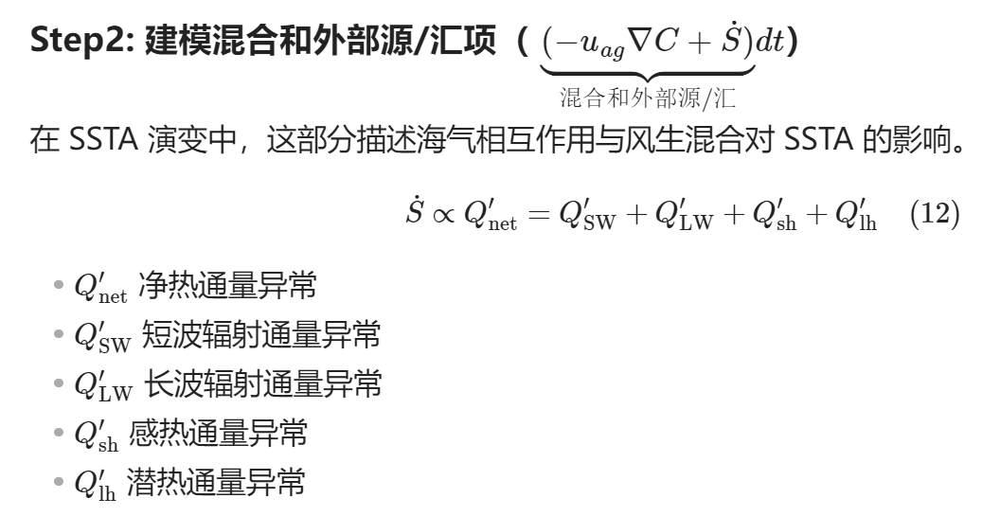 Step2: 建模混合和外部源/汇项（ $\underbrace{(-u_{ag}\nabla C + \dot{S})}_{\text{混合和外部源/汇}}dt$)
在 SSTA 演变中，这部分描述海气相互作用与风生混合对 SSTA 的影响。
$\dot{S} \propto Q'_{\text{net}} = Q'_{\text{SW}} + Q'_{\text{LW}} + Q'_{\text{sh}} + Q'_{\text{lh}} \quad (12)$
• $Q'_{\text{net}}$ 净热通量异常
• $Q'_{\text{SW}}$ 短波辐射通量异常
• $Q'_{\text{LW}}$ 长波辐射通量异常
• $Q'_{\text{sh}}$ 感热通量异常
• $Q'_{\text{lh}}$ 潜热通量异常